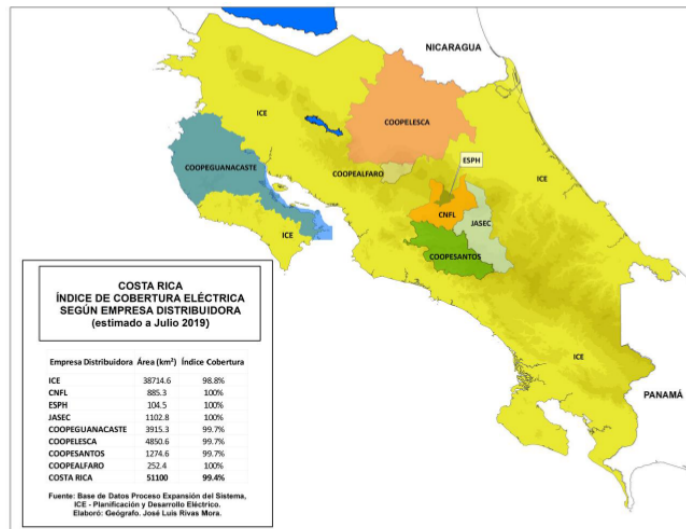 NICARAGUA
ICE
COOPELESCA
ESPH
COOPEGUANACASTE
COOPEALFARO
ICE
CNFL
JASEC
ICE
COOPESANTOS
ICE
PANAMÁ
COSTA RICA
ÍNDICE DE COBERTURA ELÉCTRICA
SEGÚN EMPRESA DISTRIBUIDORA
(estimado a Julio 2019)
Empresa Distribuidora Área (km²) Índice Cobertura
ICE 38714.6 98.8%
CNFL 885.3 100%
ESPH 104.5 100%
JASEC 1102.8 100%
COOPEGUANACASTE 3915.3 99.7%
COOPELESCA 4850.6 99.7%
COOPESANTOS 1274.6 99.7%
COOPEALFARO 252.4 100%
COSTA RICA 51100 99.4%
Fuente: Base de Datos Proceso Expansión del Sistema,
ICE - Planificación y Desarrollo Eléctrico.
Elaboró: Geógrafo. José Luis Rivas Mora.